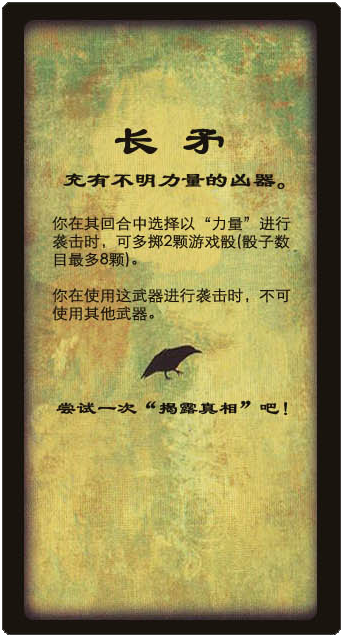 长 矛
充有不明力量的凶器。
你在其回合中选择以“力量”进行
袭击时，可多掷2颗游戏骰(骰子数
目最多8颗)。
你在使用这武器进行袭击时，不可
使用其他武器。
尝试一次“揭露真相”吧！